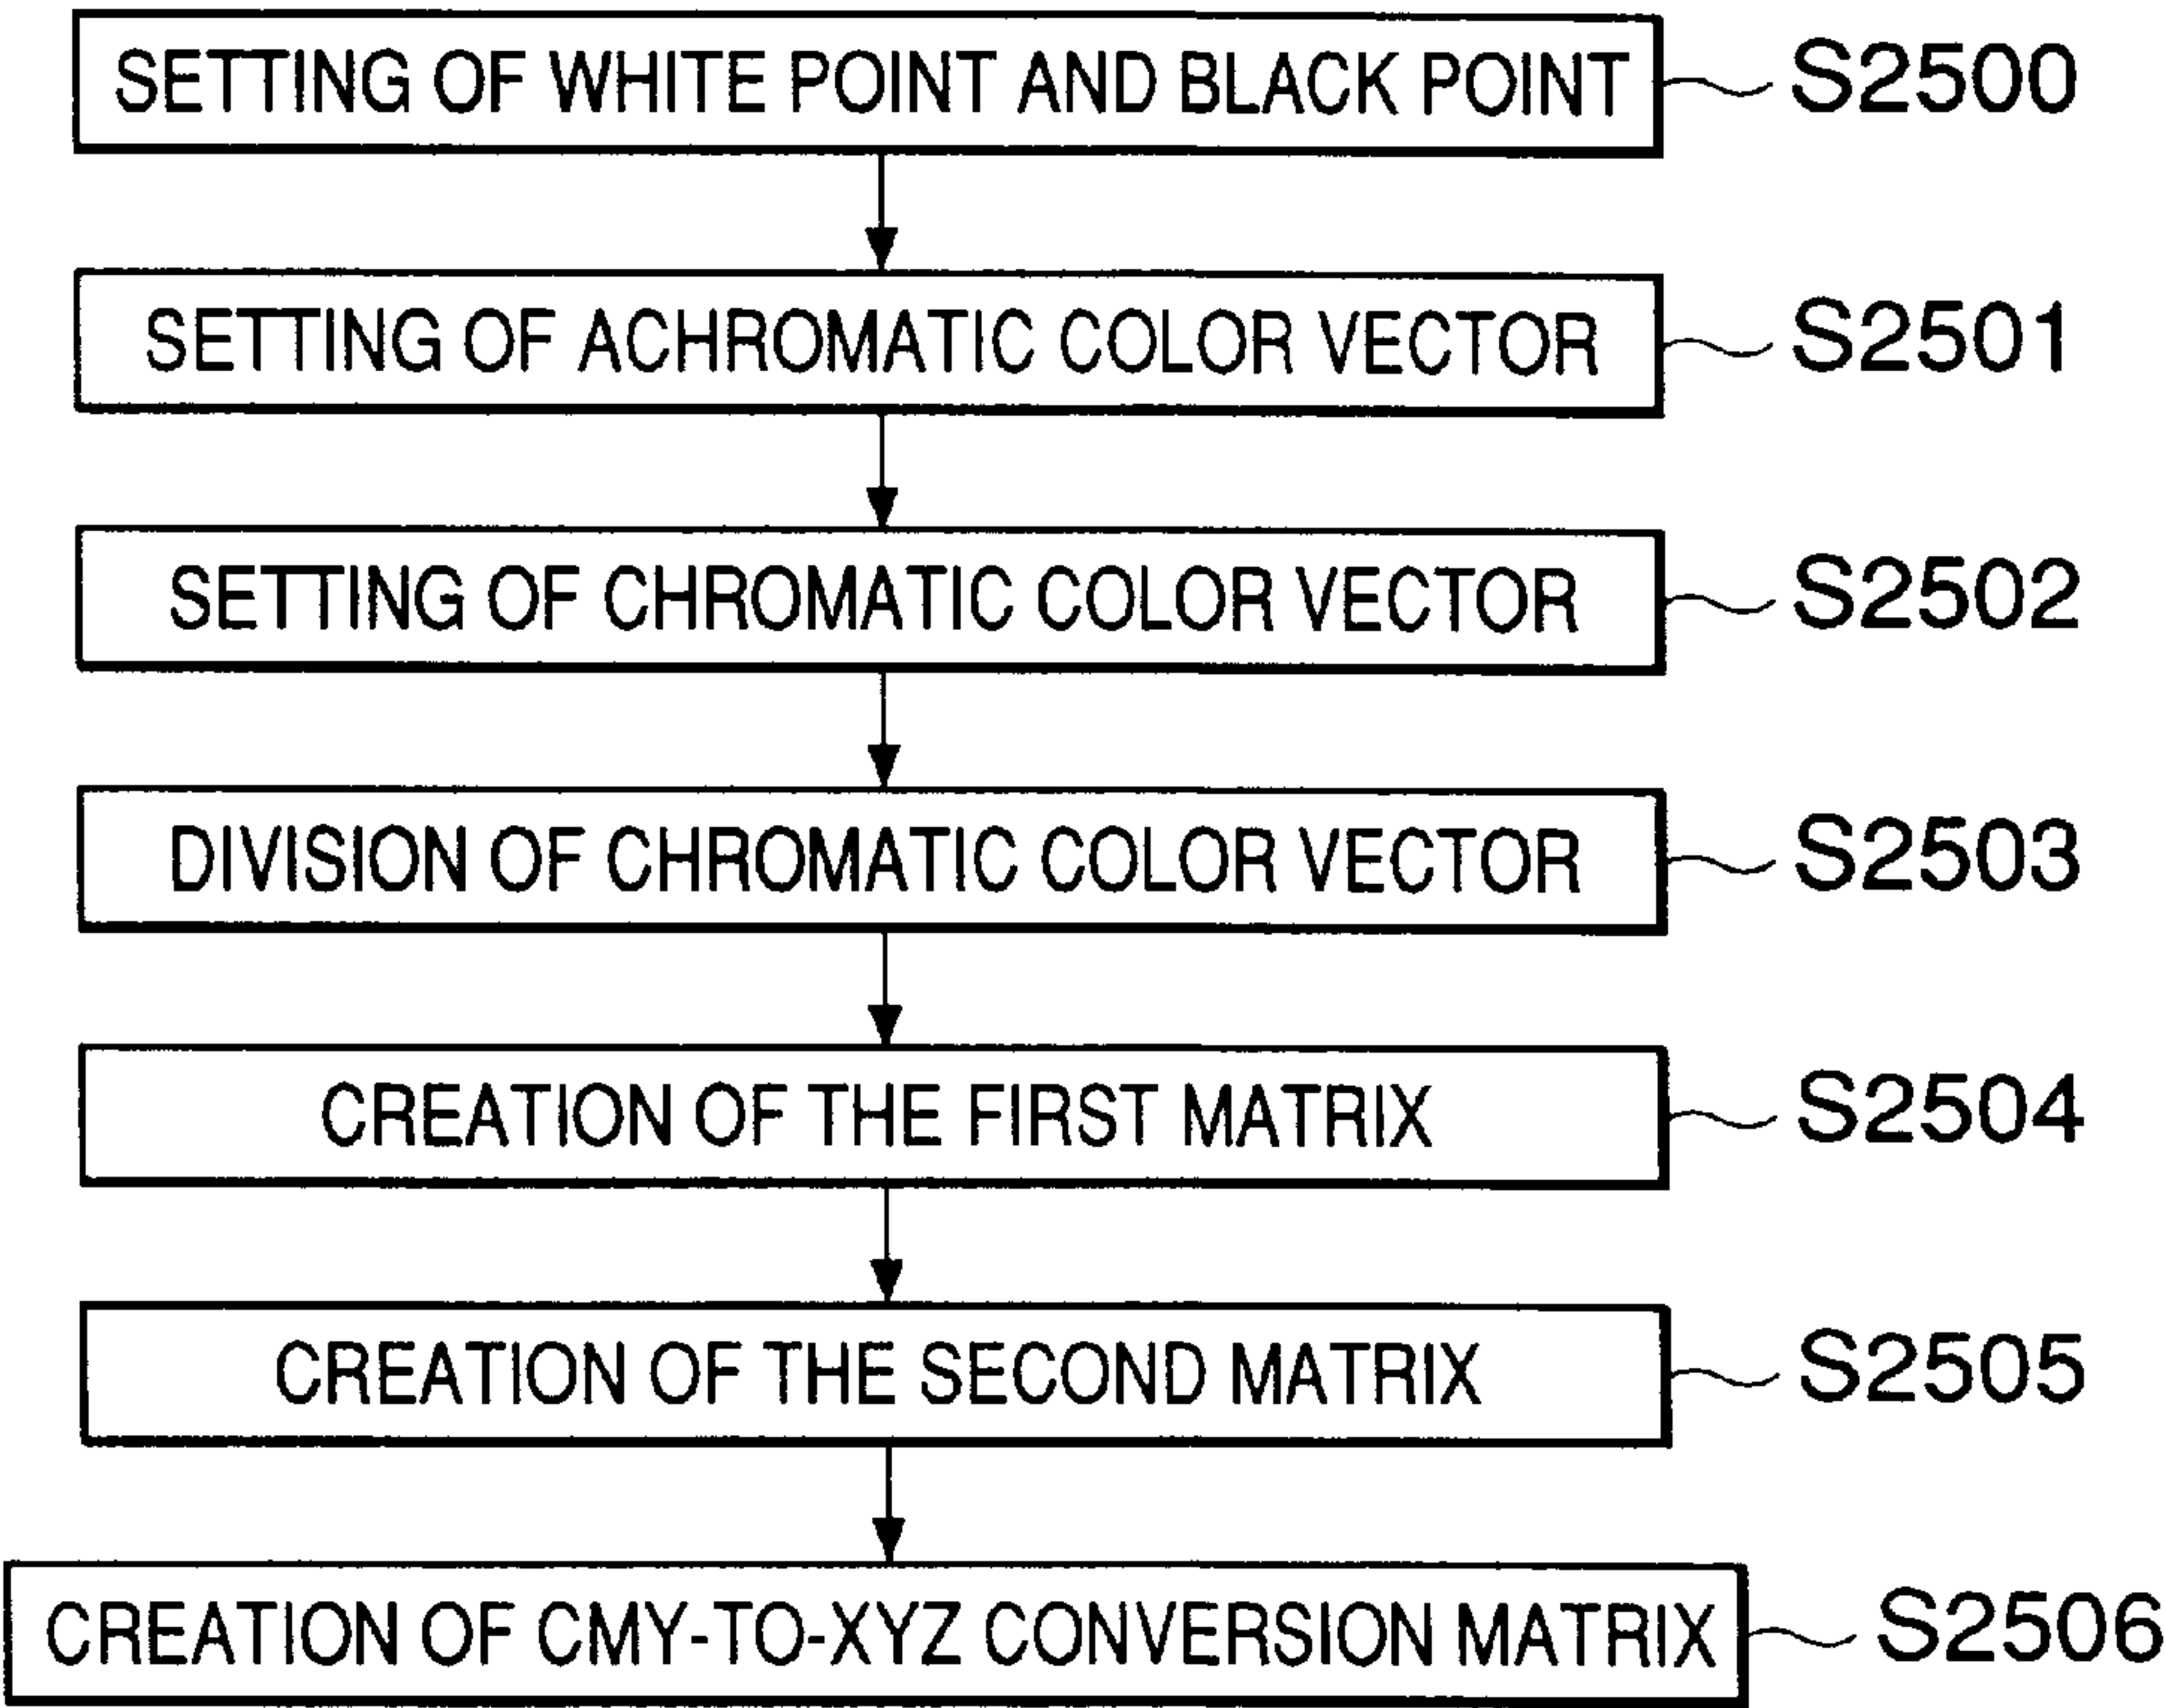 SETTING OF WHITE POINT AND BLACK POINT S2500
SETTING OF ACHROMATIC COLOR VECTOR S2501
SETTING OF CHROMATIC COLOR VECTOR S2502
DIVISION OF CHROMATIC COLOR VECTOR S2503
CREATION OF THE FIRST MATRIX S2504
CREATION OF THE SECOND MATRIX S2505
CREATION OF CMY-TO-XYZ CONVERSION MATRIX S2506